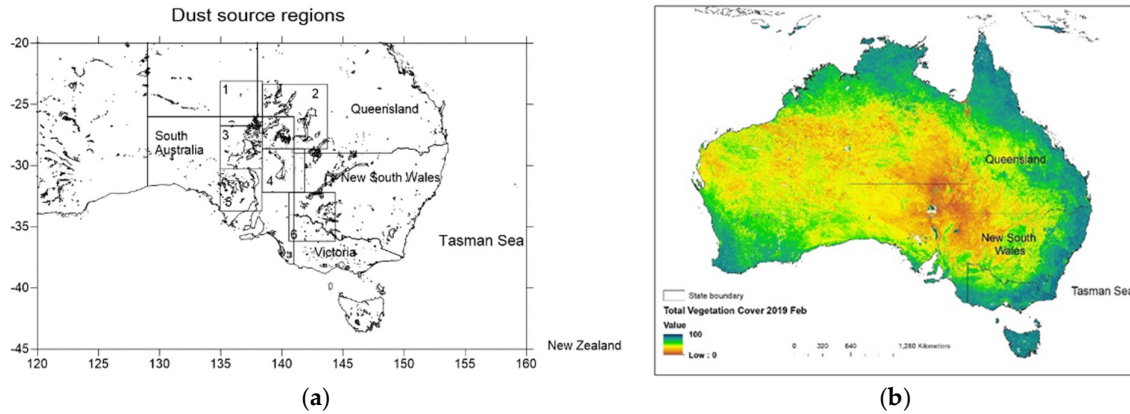 Dust source regions
-20
-25
-30
-35
-40
-45
120
125
130
135
140
145
150
155
160
1
2
3
4
5
6
Queensland
South
Australia
New South Wales
Victoria
Tasman Sea
New Zealand
(a)
Queensland
New South
Wales
Tasman Sea
State boundary
Total Vegetation Cover 2019 Feb
Value
100
Low : 0
0 320 640 1,280 Kilometers
(b)